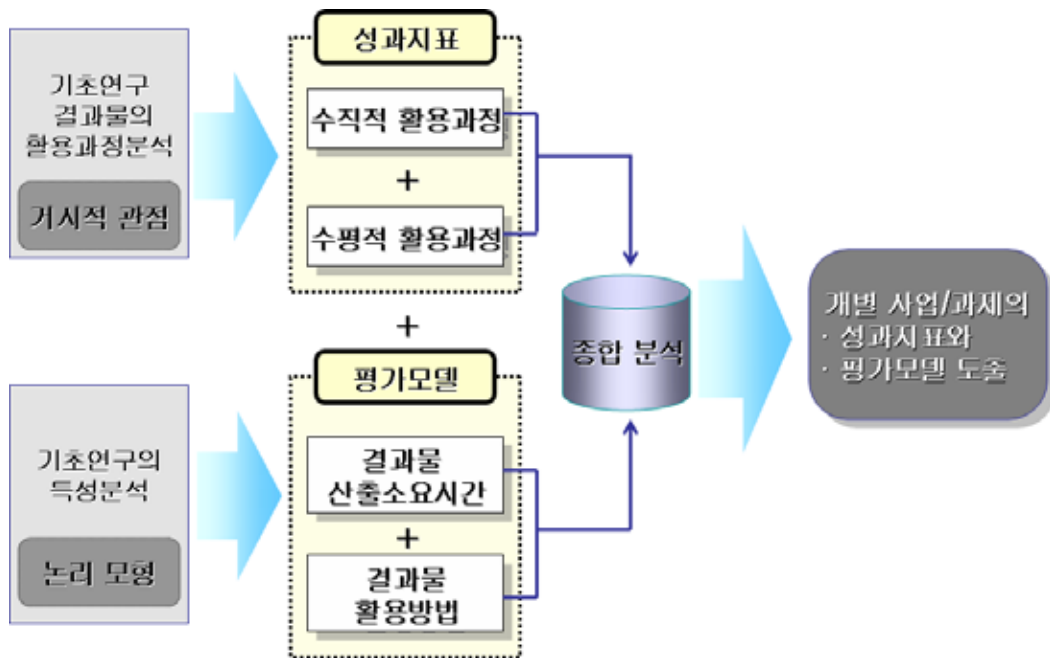 기초연구
결과물의
활용과정분석
거시적 관점
성과지표
수직적 활용과정
+
수평적 활용과정
+
기초연구의
특성분석
논리 모형
평가모델
결과물
산출소요시간
+
결과물
활용방법
종합 분석
개별 사업/과제의
· 성과지표와
· 평가모델 도출